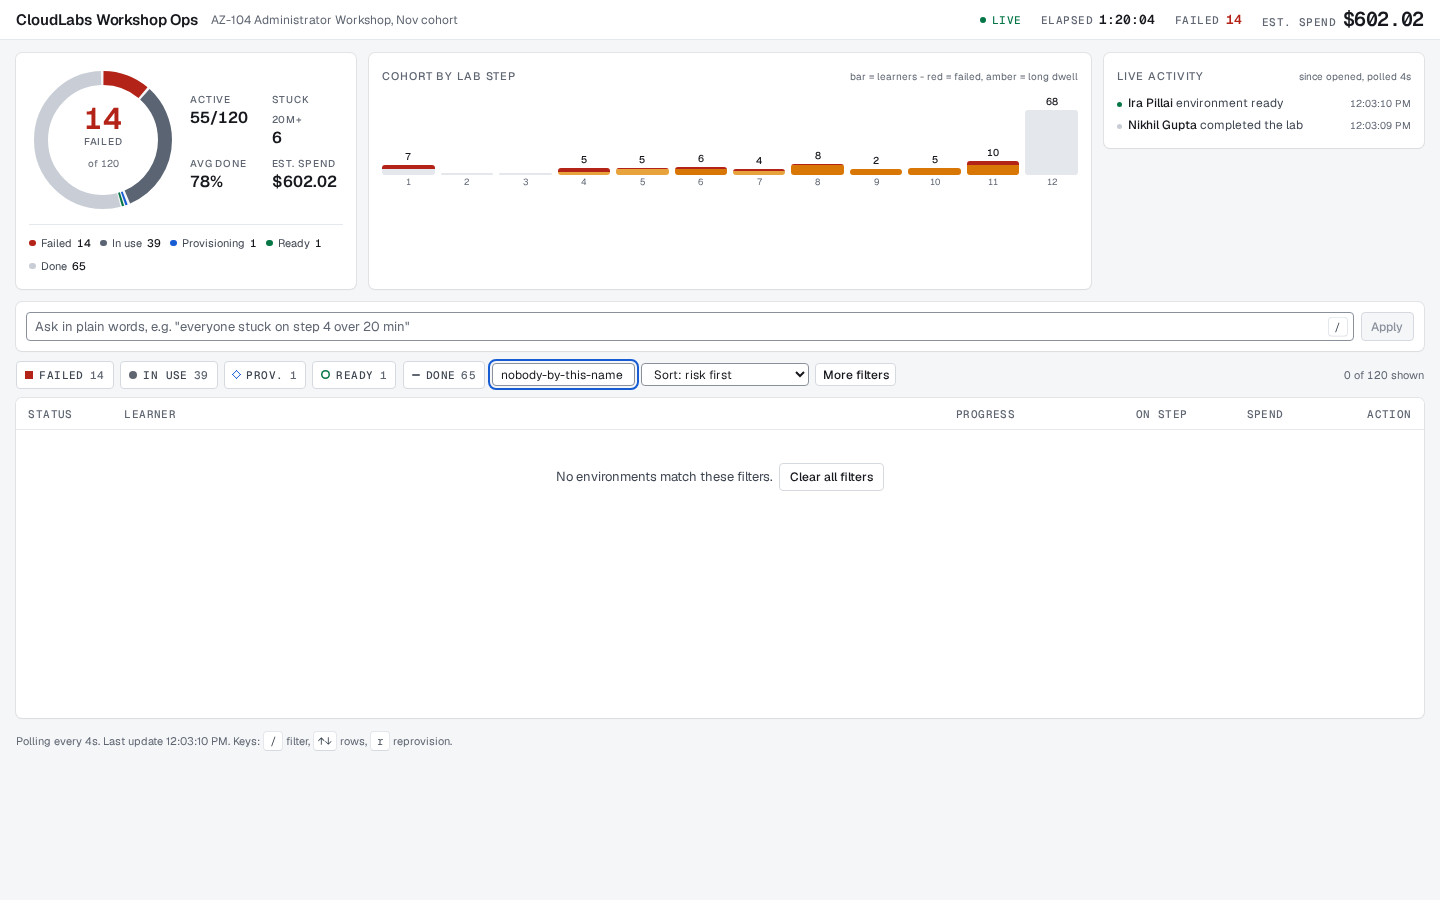 CloudLabs Workshop Ops AZ-104 Administrator Workshop, Nov cohort
LIVE ELAPSED 1:20:04 FAILED 14 EST. SPEND $602.02
14
FAILED
of 120
ACTIVE
55/120
STUCK
20M+
6
AVG DONE
78%
EST. SPEND
$602.02
Failed 14 In use 39 Provisioning 1 Ready 1
Done 65
COHORT BY LAB STEP bar = learners - red = failed, amber = long dwell
7 5 5 6 4 8 2 5 10 68
1 2 3 4 5 6 7 8 9 10 11 12
LIVE ACTIVITY since opened, polled 4s
Ira Pillai environment ready 12:03:10 PM
Nikhil Gupta completed the lab 12:03:09 PM
Ask in plain words, e.g. "everyone stuck on step 4 over 20 min" / Apply
FAILED 14 IN USE 39 PROV. 1 READY 1 DONE 65 nobody-by-this-name Sort: risk first More filters 0 of 120 shown
STATUS LEARNER PROGRESS ON STEP SPEND ACTION
No environments match these filters. Clear all filters
Polling every 4s. Last update 12:03:10 PM. Keys: / filter, ↑↓ rows, r reprovision.